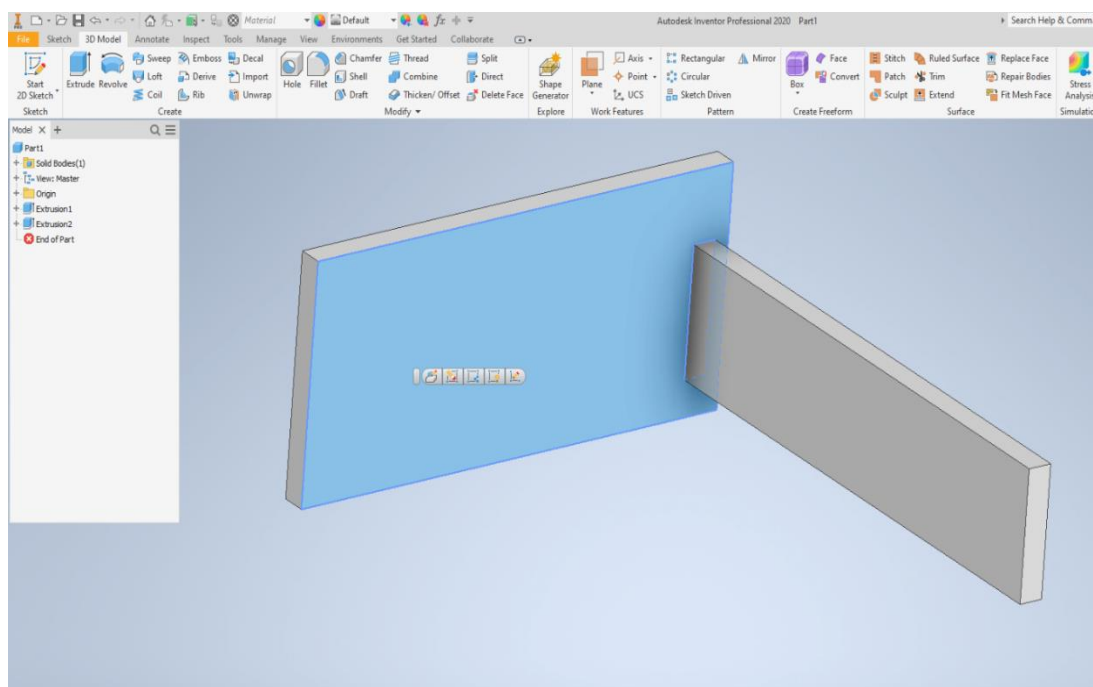 Material Default fx Autodesk Inventor Professional 2020 Part1 Search Help & Comm
File Sketch 3D Model Annotate Inspect Tools Manage View Environments Get Started Collaborate
Start 2D Sketch
Extrude Revolve
Sweep Emboss Decal
Loft Derive Import
Coil Rib Unwrap
Hole Fillet
Chamfer Thread Split
Shell Combine Direct
Draft Thicken/ Offset Delete Face
Shape Generator
Plane
Axis
Point
UCS
Rectangular Mirror
Circular
Sketch Driven
Box
Face
Convert
Stitch Ruled Surface Replace Face
Patch Trim Repair Bodies
Sculpt Extend Fit Mesh Face
Stress Analysis
Sketch Create Modify Explore Work Features Pattern Create Freeform Surface Simulatio
Model X +
Part1
Solid Bodies(1)
View: Master
Origin
Extrusion1
Extrusion2
End of Part